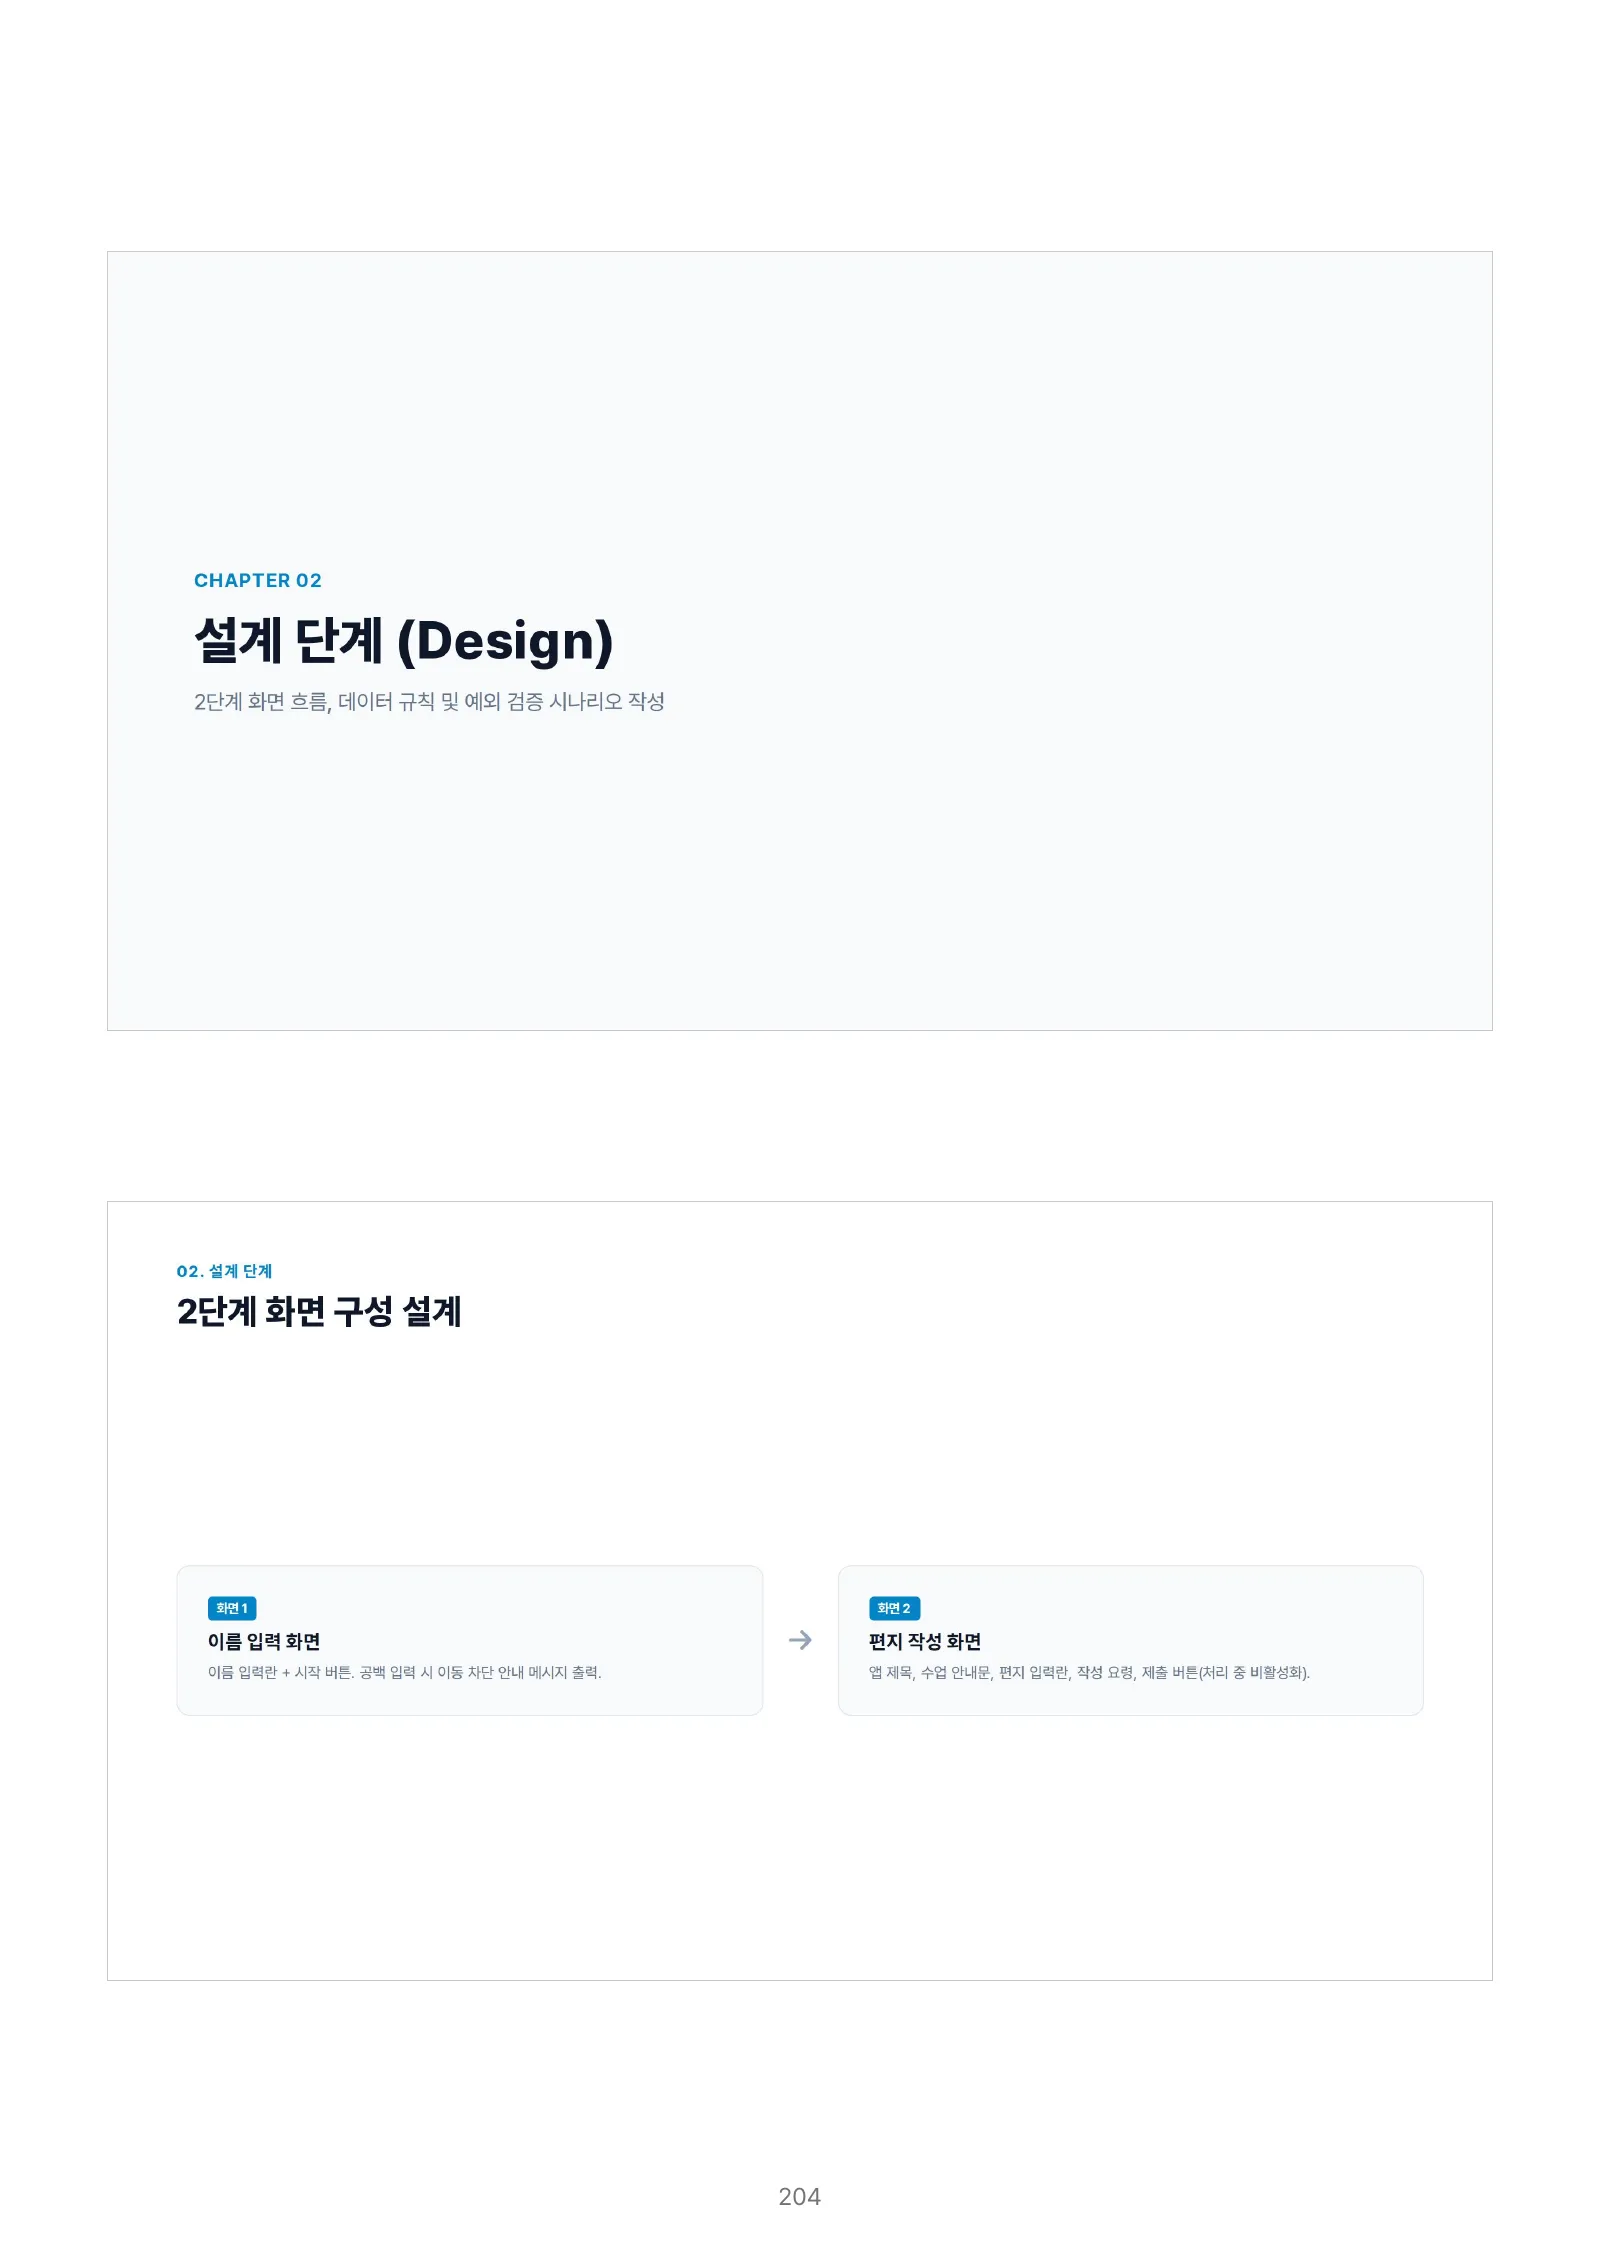 CHAPTER 02
설계 단계 (Design)
2단계 화면 흐름, 데이터 규칙 및 예외 검증 시나리오 작성
02. 설계 단계
2단계 화면 구성 설계
화면 1
이름 입력 화면
이름 입력란 + 시작 버튼. 공백 입력 시 이동 차단 안내 메시지 출력.
→
화면 2
편지 작성 화면
앱 제목, 수업 안내문, 편지 입력란, 작성 요령, 제출 버튼(처리 중 비활성화).
204